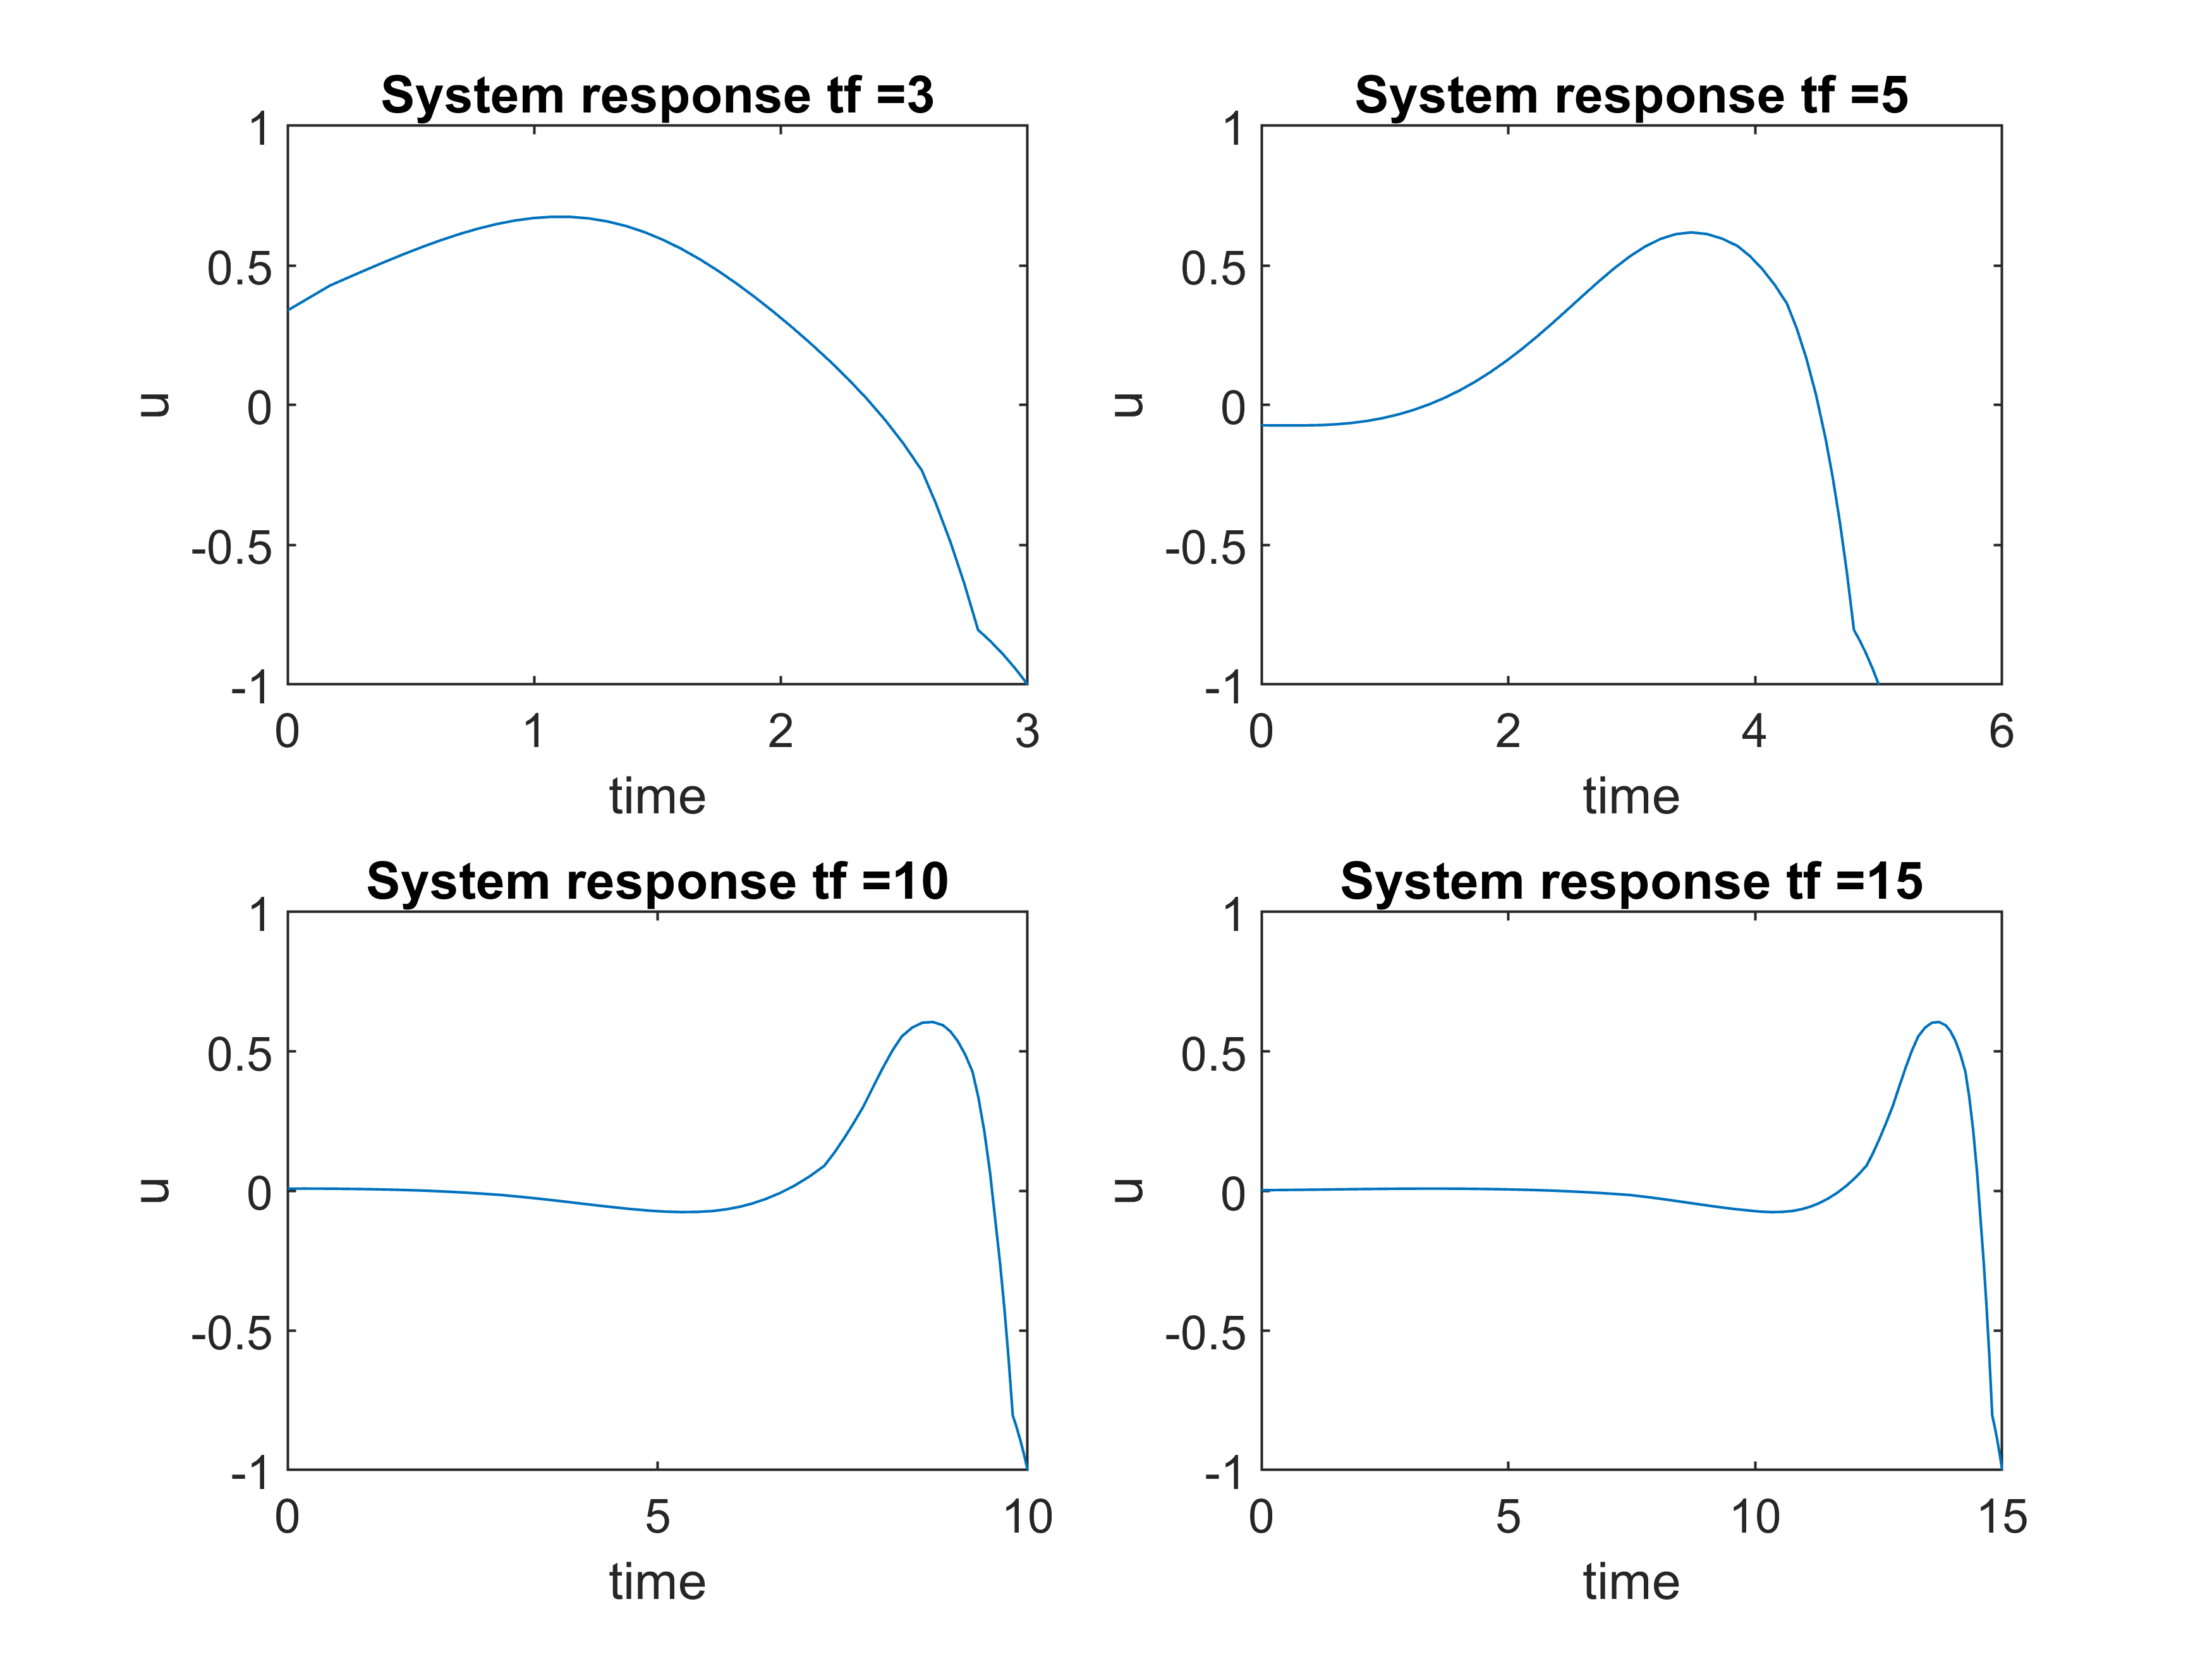 System response tf =3
1
0.5
0
-0.5
-1
u
0 1 2 3
time
System response tf =5
1
0.5
0
-0.5
-1
u
0 2 4 6
time
System response tf =10
1
0.5
0
-0.5
-1
u
0 5 10
time
System response tf =15
1
0.5
0
-0.5
-1
u
0 5 10 15
time